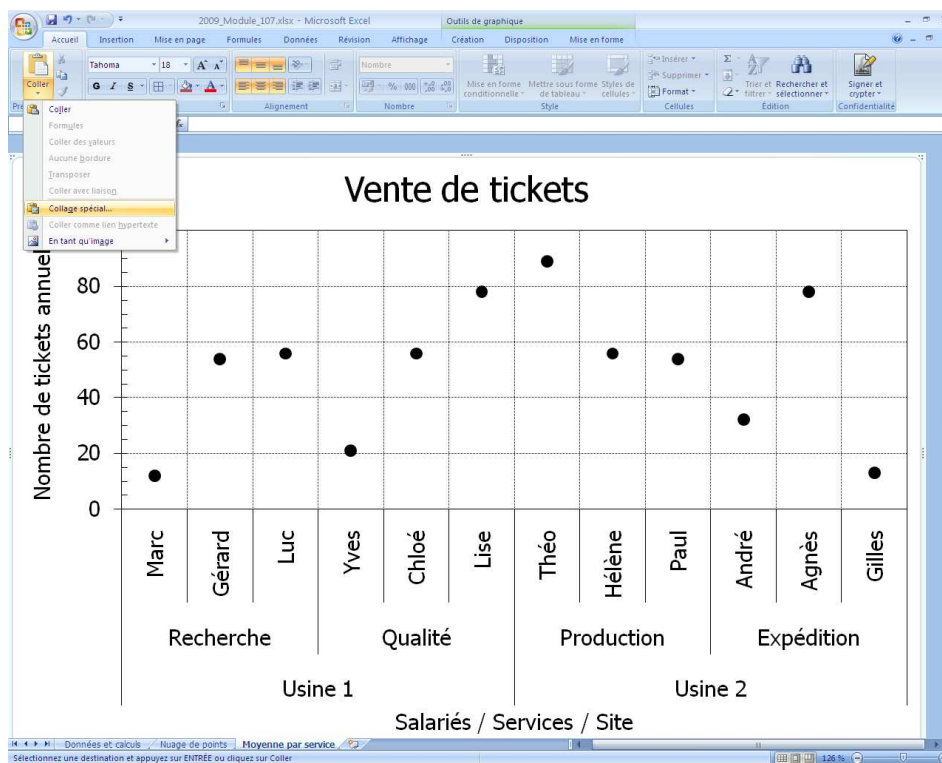 2009_Module_107.xlsx - Microsoft Excel
Outils de graphique
Accueil Insertion Mise en page Formules Données Révision Affichage Création Disposition Mise en forme
Coller
Tahoma 18 A A
Nombre
G I S A % 000
Mise en forme conditionnelle
Mettre sous forme de tableau
Styles de cellules
Insérer
Supprimer
Format
Trier et filtrer
Rechercher et sélectionner
Signer et crypter
Alignement Nombre Style Cellules Édition Confidentialité
Coller
Formules
Coller des valeurs
Aucune bordure
Transposer
Coller avec liaison
Collage spécial...
Coller comme lien hypertexte
En tant qu'image
fx
Vente de tickets
Nombre de tickets annuel
80
60
40
20
0
Marc Gérard Luc Yves Chloé Lise Théo Hélène Paul André Agnès Gilles
Recherche Qualité Production Expédition
Usine 1 Usine 2
Salariés / Services / Site
Données et calculs Nuage de points Moyenne par service
Sélectionnez une destination et appuyez sur ENTRÉE ou cliquez sur Coller
126 %